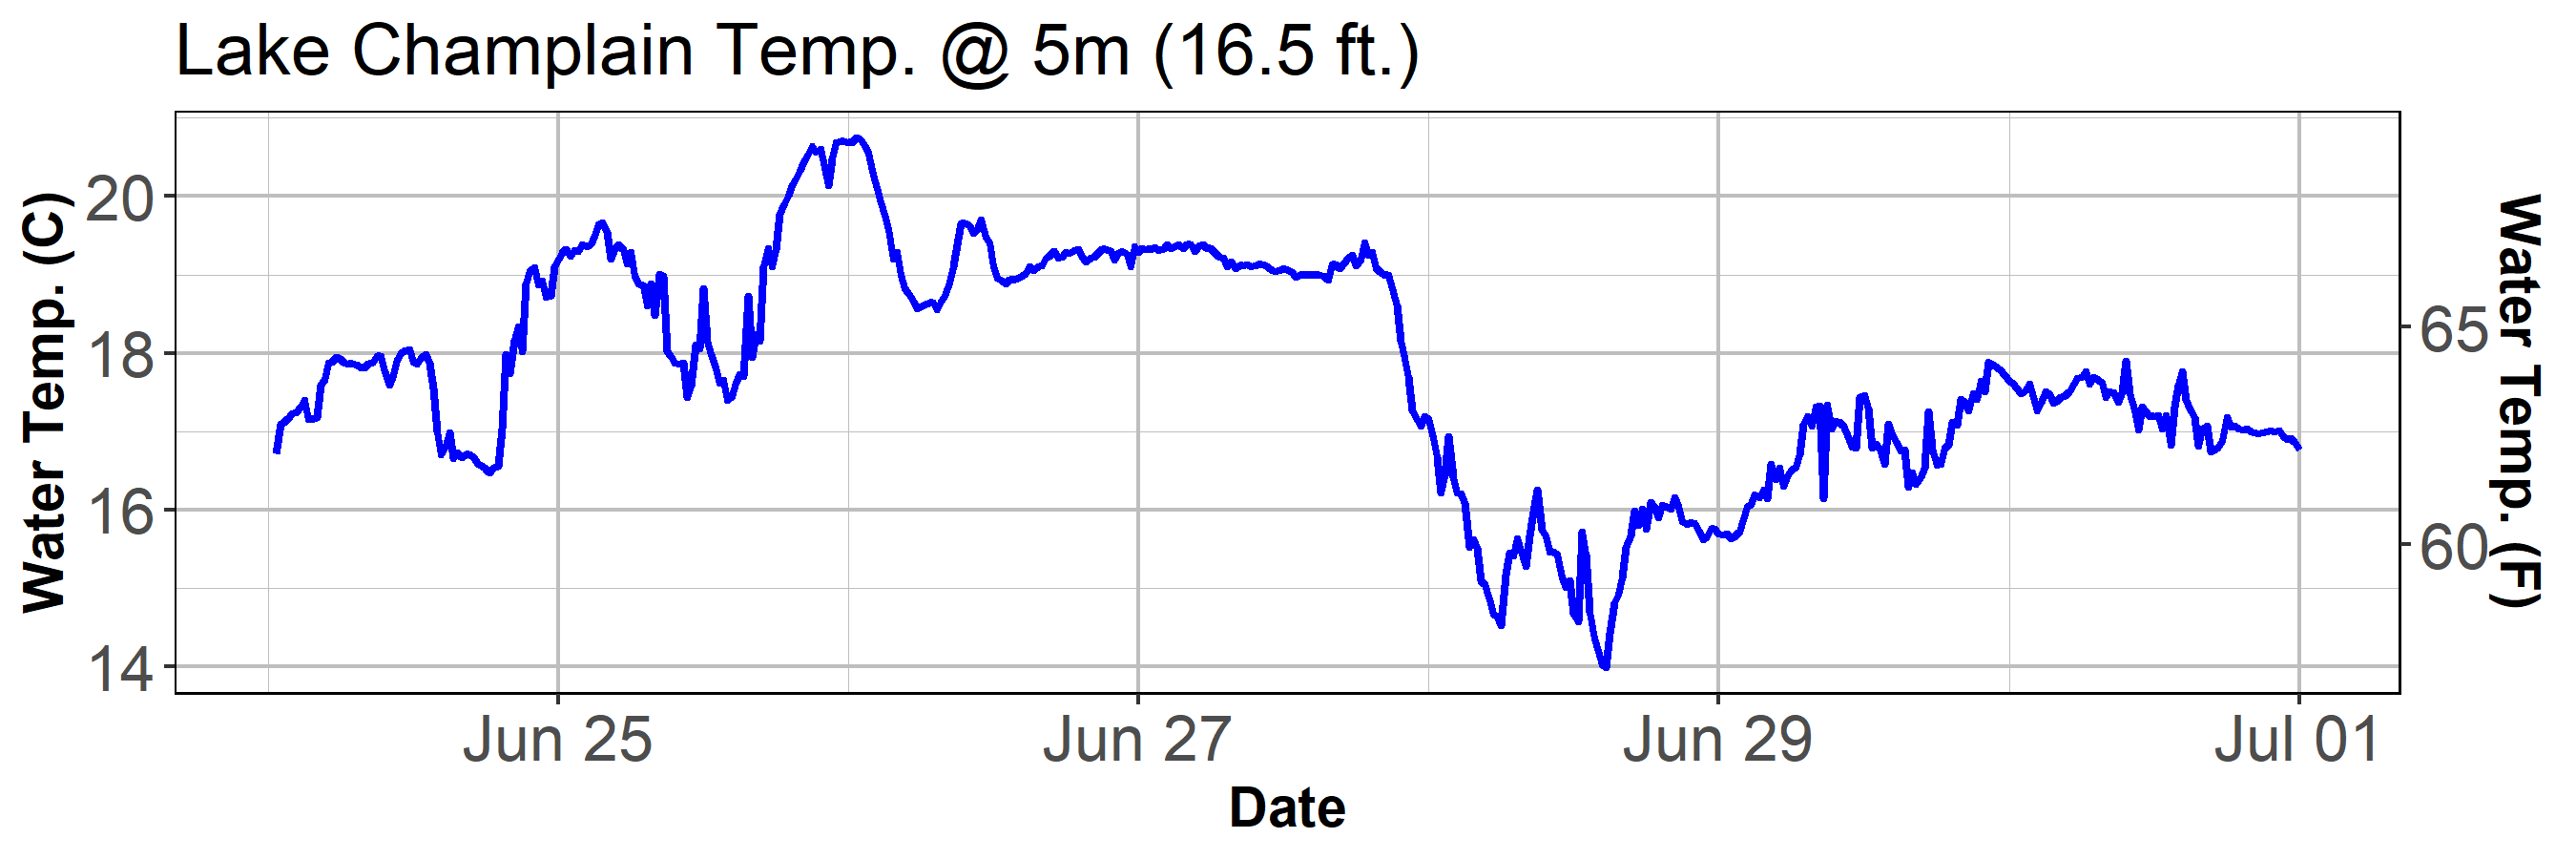 Lake Champlain Temp. @ 5m (16.5 ft.)
Water Temp. (C)
20
18
16
14
65
60
Water Temp. (F)
Jun 25 Jun 27 Jun 29 Jul 01
Date